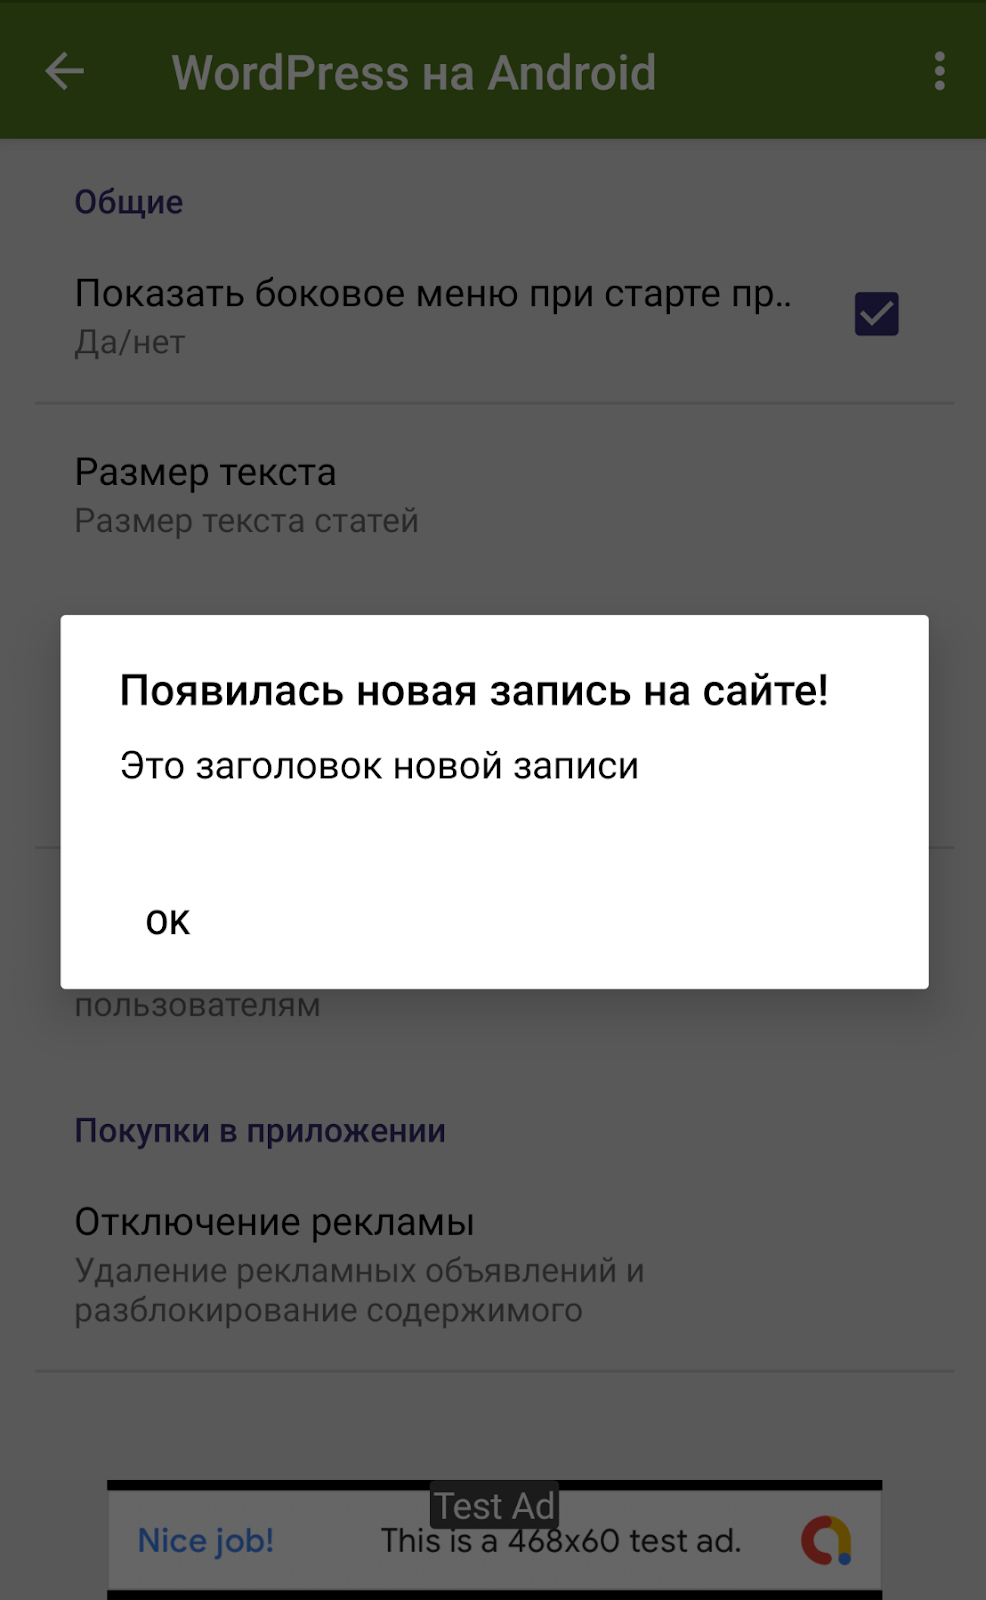 WordPress на Android
Общие
Показать боковое меню при старте пр..
Да/нет
Размер текста
Размер текста статей
Появилась новая запись на сайте!
Это заголовок новой записи
OK
пользователям
Покупки в приложении
Отключение рекламы
Удаление рекламных объявлений и
разблокирование содержимого
Test Ad
Nice job! This is a 468x60 test ad.